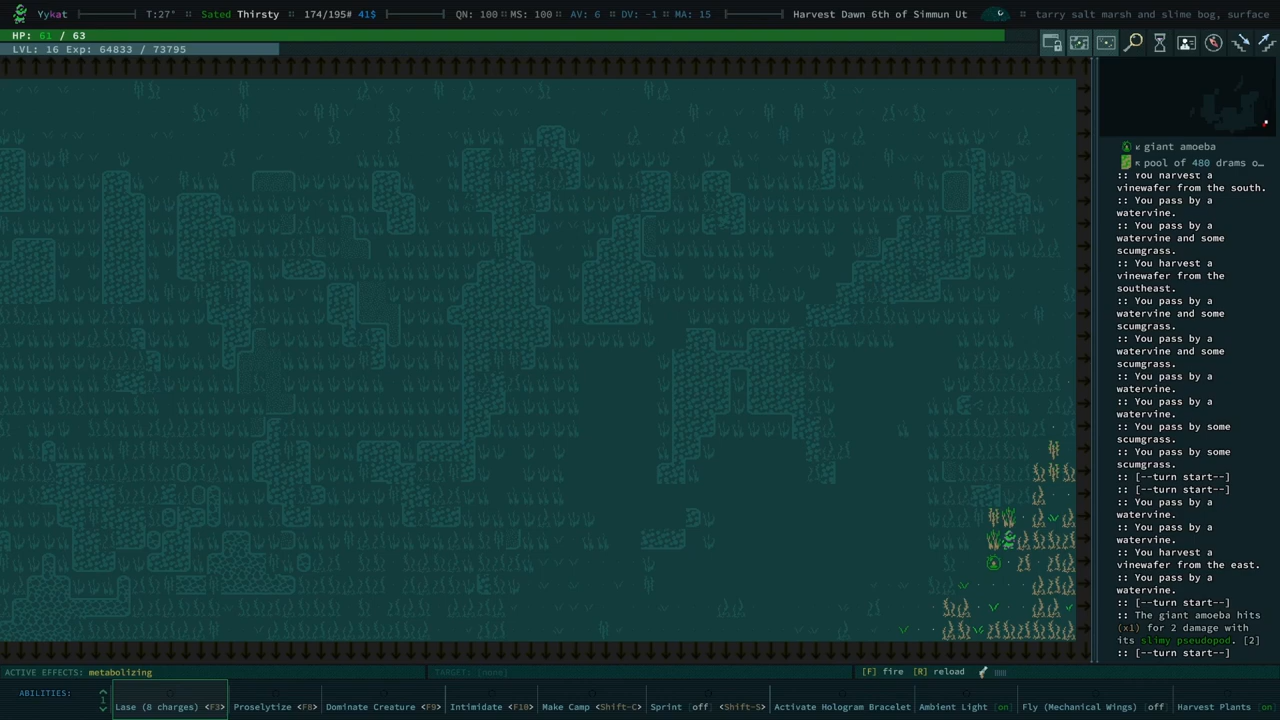 Yykat T:27° :: Sated Thirsty :: 174/195# 41$ QN: 100 :: MS: 100 :: AV: 6 :: DV: -1 :: MA: 15 Harvest Dawn 6th of Simmun Ut :: tarry salt marsh and slime bog, surface
HP: 61 / 63
LVL: 16 Exp: 64833 / 73795
giant amoeba
pool of 480 drams o…
:: You harvest a
vinewafer from the south.
:: You pass by a
watervine.
:: You pass by a
watervine and some
scumgrass.
:: You harvest a
vinewafer from the
southeast.
:: You pass by a
watervine and some
scumgrass.
:: You pass by a
watervine and some
scumgrass.
:: You pass by a
watervine.
:: You pass by a
watervine.
:: You pass by some
scumgrass.
:: You pass by some
scumgrass.
:: [--turn start--]
:: [--turn start--]
:: You pass by a
watervine.
:: You pass by a
watervine.
:: You harvest a
vinewafer from the east.
:: You pass by a
watervine.
:: [--turn start--]
:: The giant amoeba hits
(x1) for 2 damage with
its slimy pseudopod. [2]
:: [--turn start--]
ACTIVE EFFECTS: metabolizing TARGET: [none] [F] fire [R] reload
ABILITIES: 1 Lase (8 charges) <F3> Proselytize <F8> Dominate Creature <F9> Intimidate <F10> Make Camp <Shift-C> Sprint [off] <Shift-S> Activate Hologram Bracelet Ambient Light [on] Fly (Mechanical Wings) [off] Harvest Plants [on]